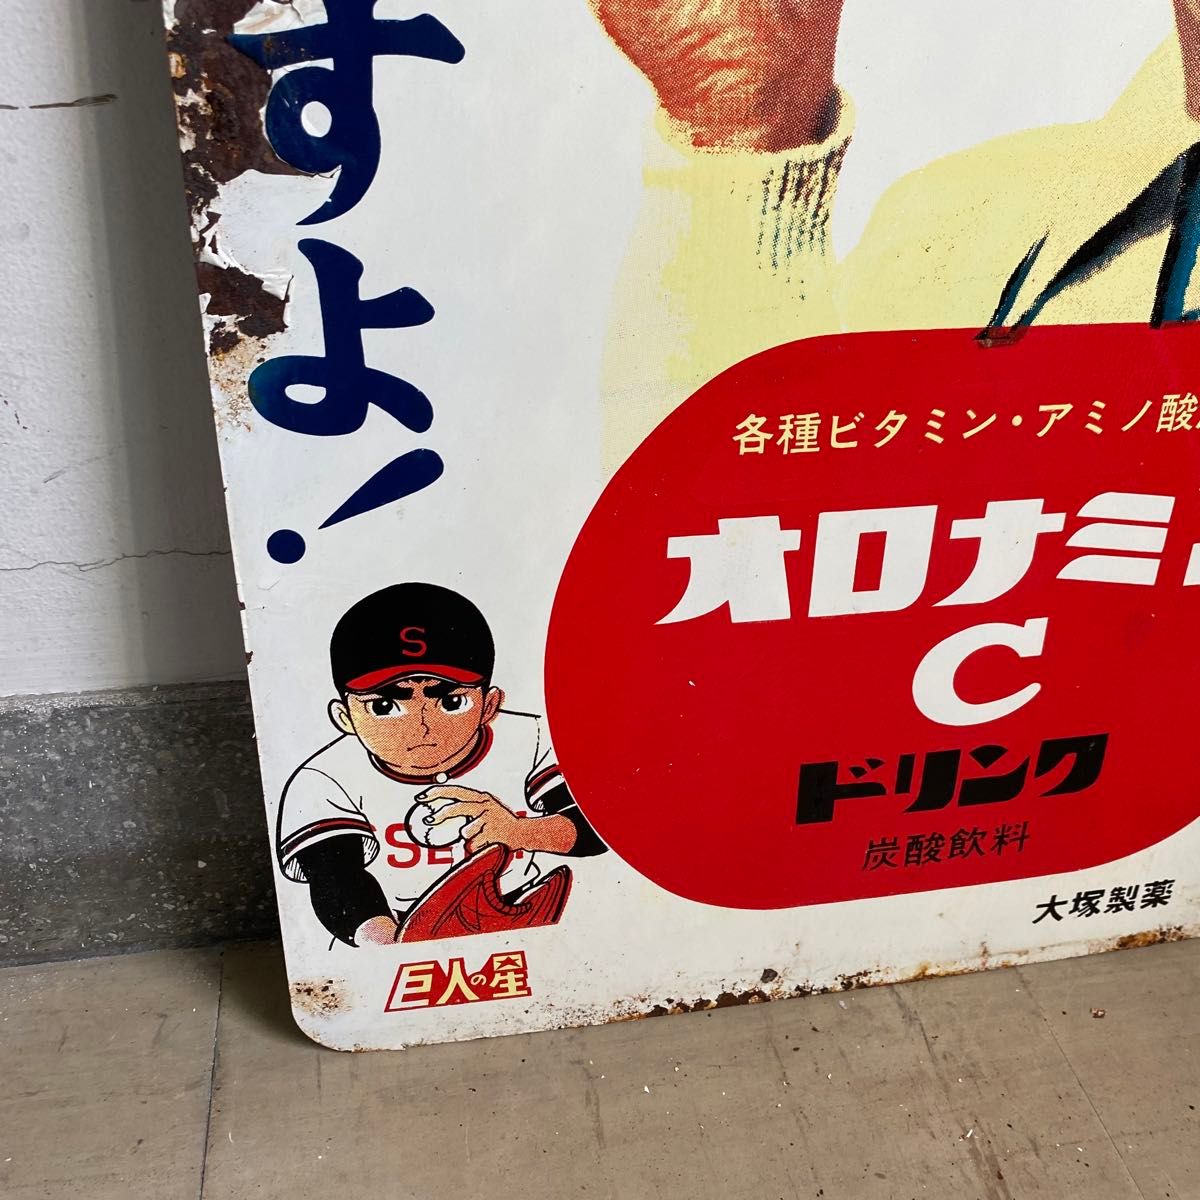 すよ!
各種ビタミン・アミノ酸
オロナミ
C
ドリンク
炭酸飲料
大塚製薬
S
SE
巨人の星